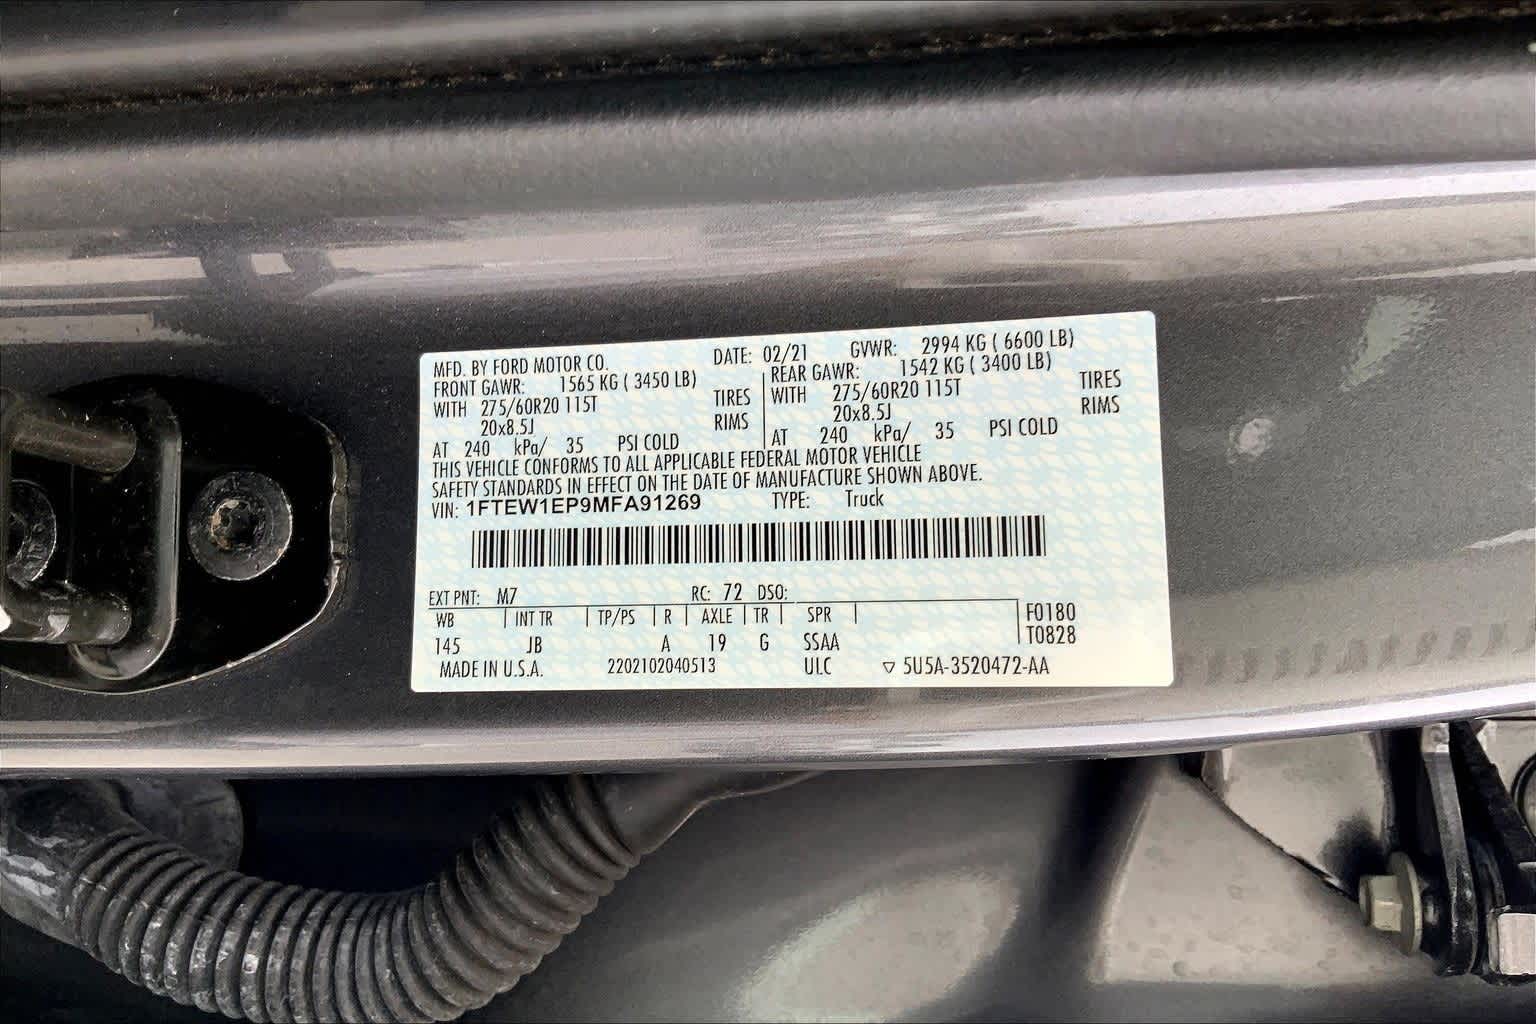 MFD. BY FORD MOTOR CO. DATE: 02/21 GVWR: 2994 KG ( 6600 LB)
FRONT GAWR: 1565 KG ( 3450 LB) REAR GAWR: 1542 KG ( 3400 LB)
WITH 275/60R20 115T TIRES WITH 275/60R20 115T TIRES
20x8.5J RIMS 20x8.5J RIMS
AT 240 kPa/ 35 PSI COLD AT 240 kPa/ 35 PSI COLD
THIS VEHICLE CONFORMS TO ALL APPLICABLE FEDERAL MOTOR VEHICLE
SAFETY STANDARDS IN EFFECT ON THE DATE OF MANUFACTURE SHOWN ABOVE.
VIN: 1FTEW1EP9MFA91269 TYPE: Truck
EXT PNT: M7 RC: 72 DSO:
WB INT TR TP/PS R AXLE TR SPR F0180
145 JB A 19 G SSAA T0828
MADE IN U.S.A. 2202102040513 ULC ▽ 5U5A-3520472-AA